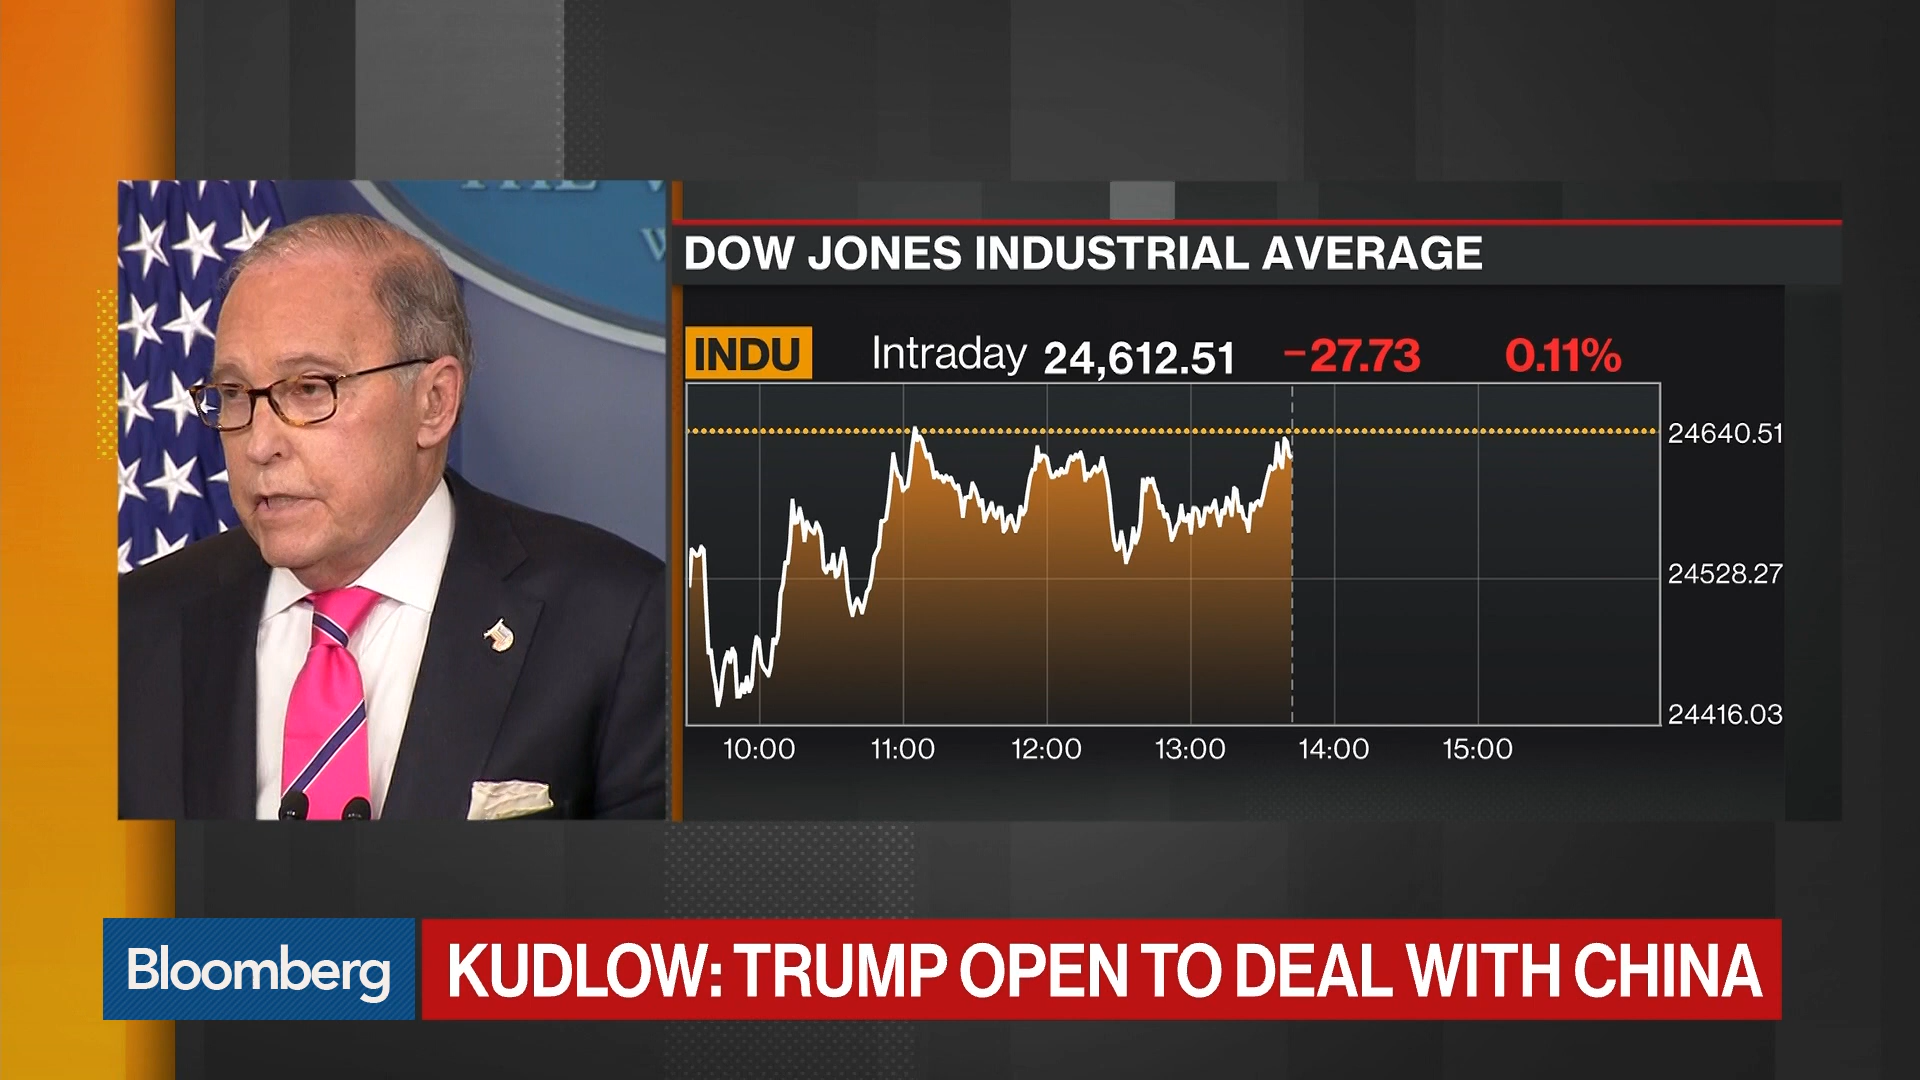 THE W
W
DOW JONES INDUSTRIAL AVERAGE
INDU Intraday 24,612.51 -27.73 0.11%
24640.51
24528.27
24416.03
10:00 11:00 12:00 13:00 14:00 15:00
Bloomberg
KUDLOW: TRUMP OPEN TO DEAL WITH CHINA